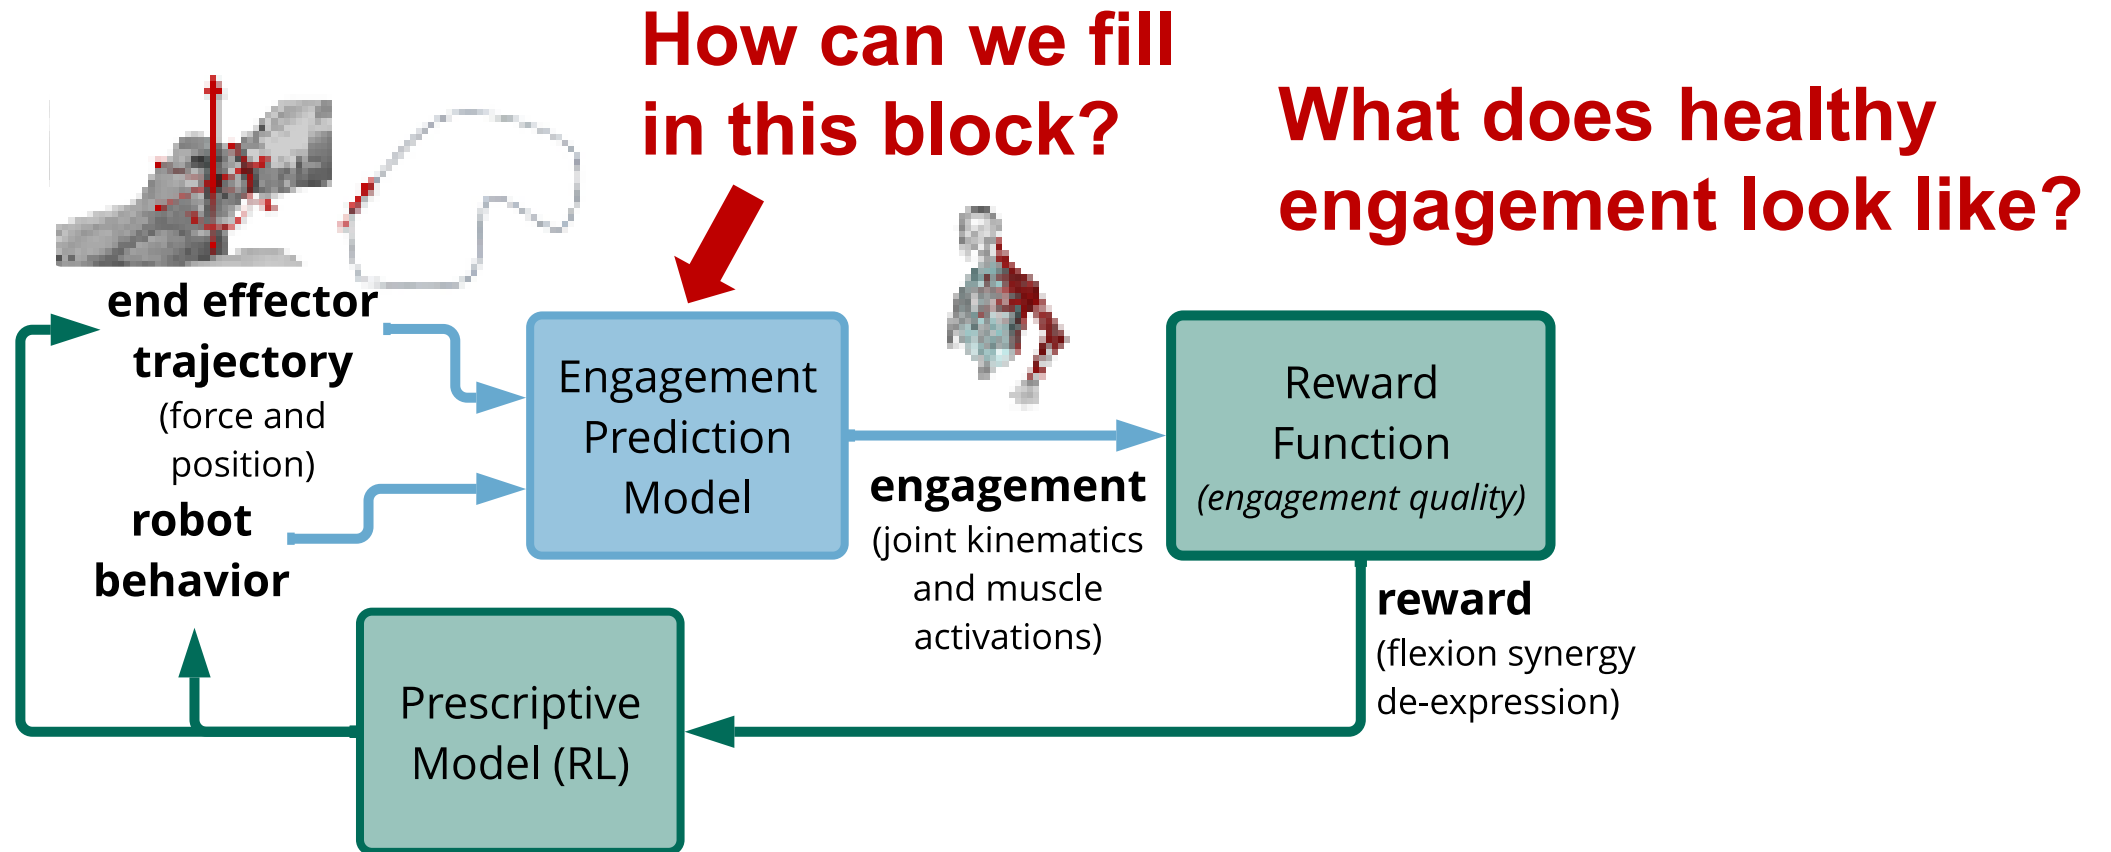 How can we fill
in this block?
What does healthy
engagement look like?
end effector
trajectory
(force and
position)
robot
behavior
Engagement
Prediction
Model
engagement
(joint kinematics
and muscle
activations)
Reward
Function
(engagement quality)
reward
(flexion synergy
de-expression)
Prescriptive
Model (RL)